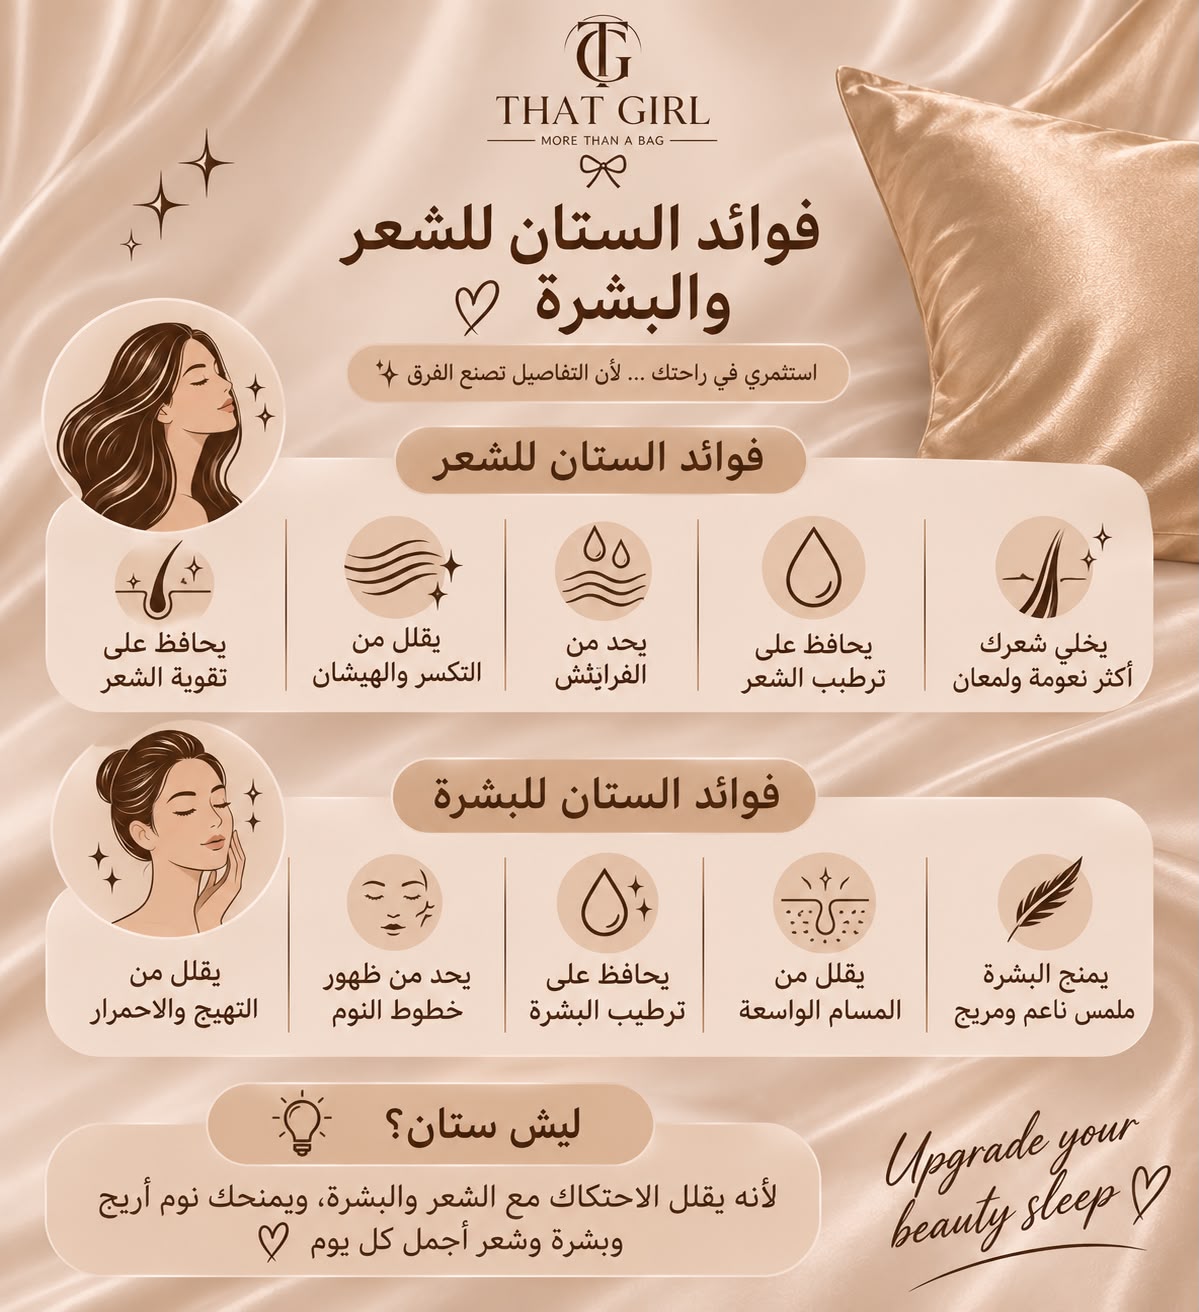 TG
THAT GIRL
MORE THAN A BAG
فوائد الستان للشعر
والبشرة
استثمري في راحتك ... لأن التفاصيل تصنع الفرق
فوائد الستان للشعر
يخلي شعرك
أكثر نعومة ولمعان
يحافظ على
ترطبب الشعر
يحد من
الفرايَثش
يقلل من
التكسر والهيشان
يحافظ على
تقوية الشعر
فوائد الستان للبشرة
يمنج البشرة
ملمس ناعم ومريج
يقلل من
المسام الواسعة
يحافظ على
ترطيب البشرة
يحد من ظهور
خطوط النوم
يقلل من
التهيج والاحمرار
ليش ستان؟
لأنه يقلل الاحتكاك مع الشعر والبشرة، ويمنحك نوم أريج
وبشرة وشعر أجمل كل يوم
Upgrade your
beauty sleep